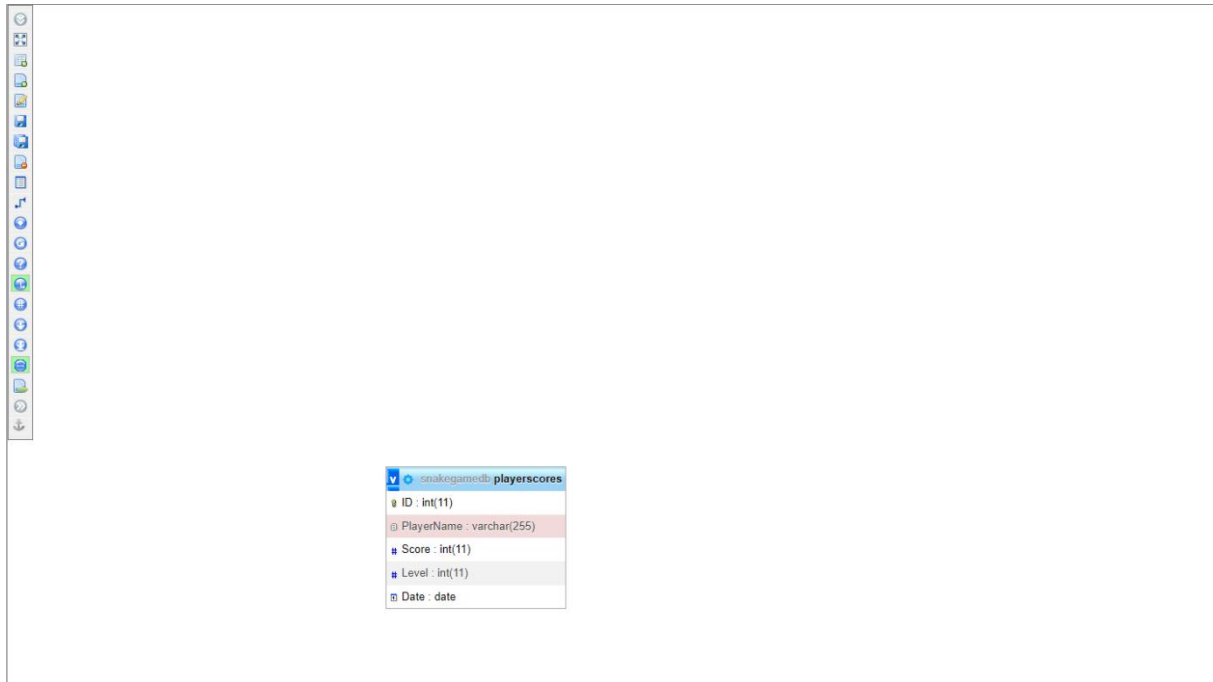 v snakegamedb playerscores
ID : int(11)
PlayerName : varchar(255)
# Score : int(11)
# Level : int(11)
Date : date